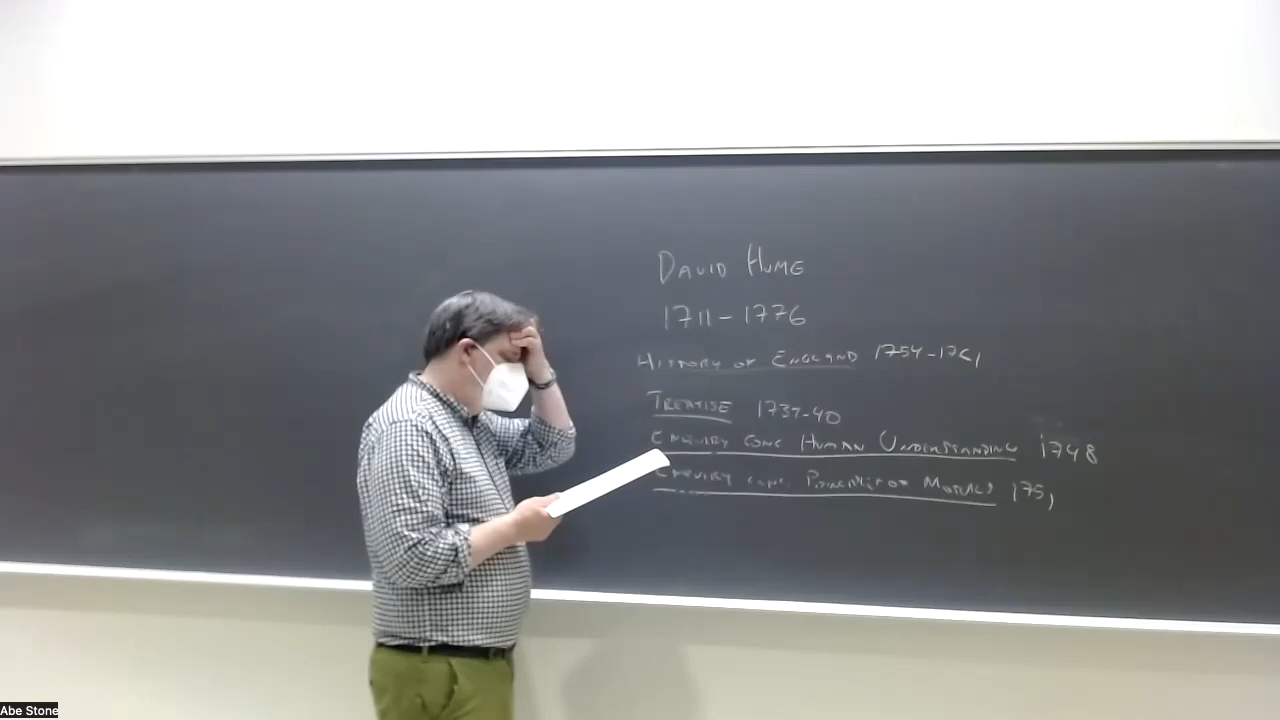 DAVID HUME
1711-1776
HISTORY OF ENGLAND 1754-1761
TREATISE 1737-40
ENQUIRY CONC HUMAN UNDERSTANDING 1748
ENQUIRY CONC. PRINCIPLES OF MORALS 1751
Abe Stone